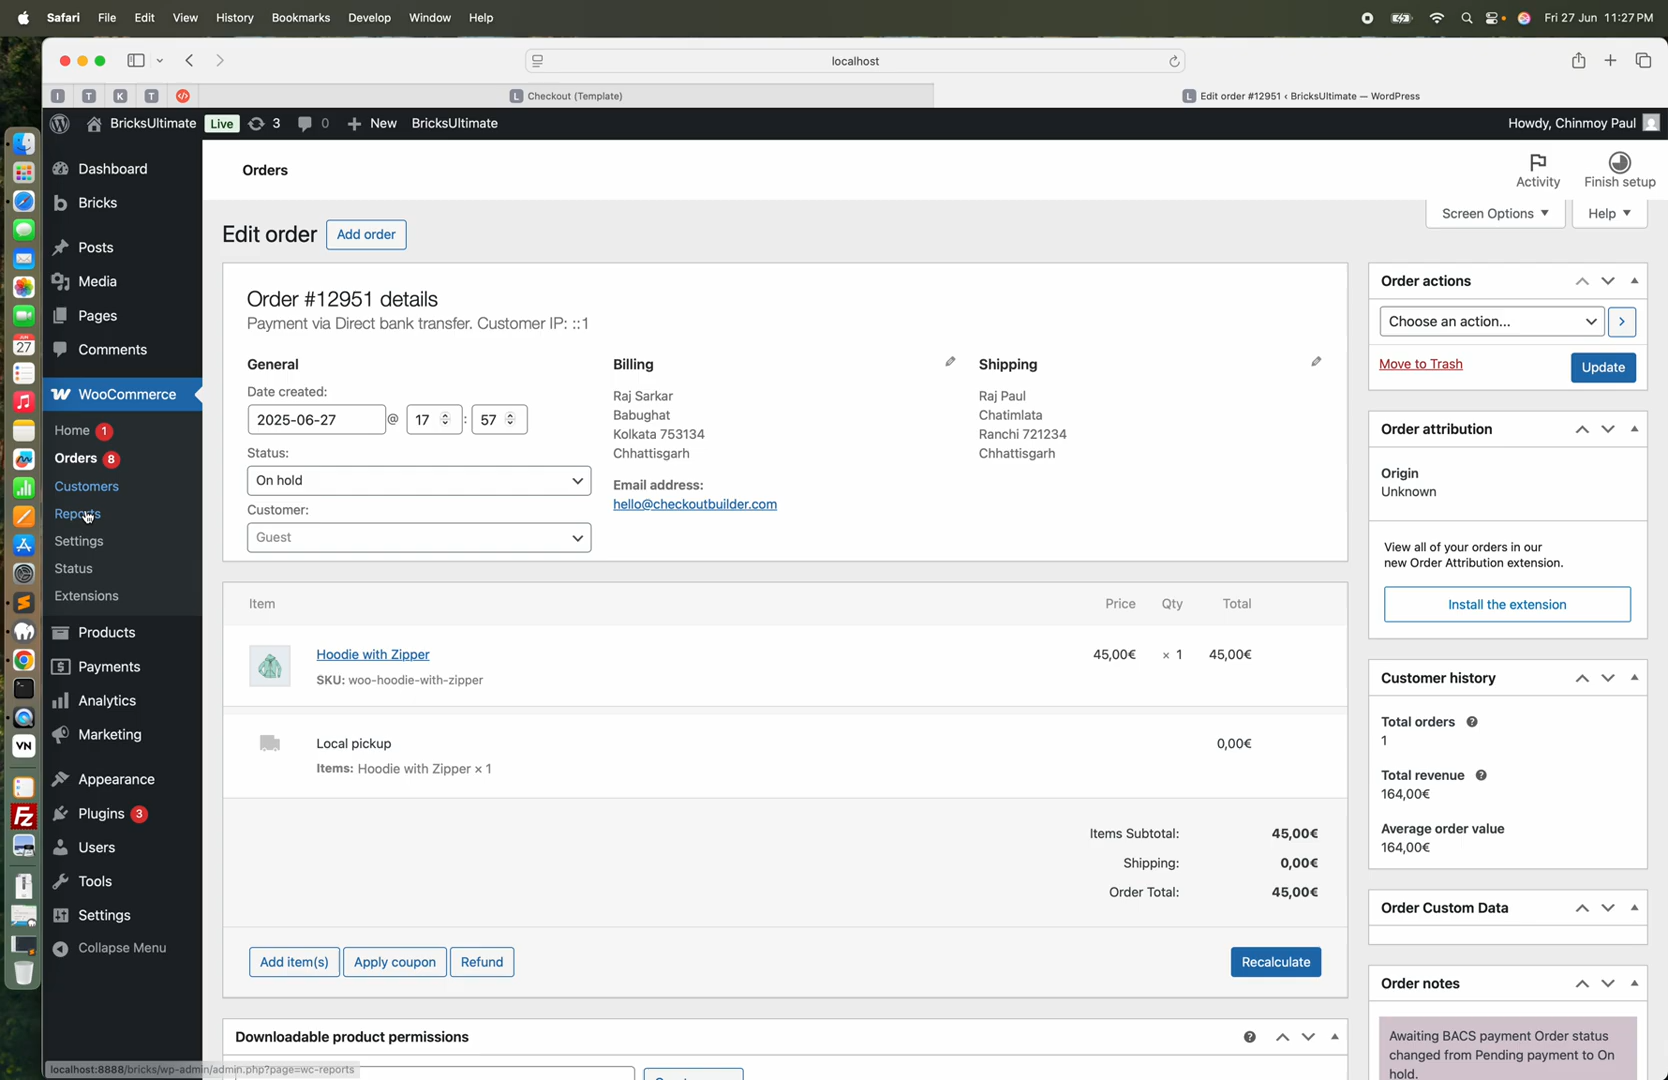 Safari File Edit View History Bookmarks Develop Window Help Fri 27 Jun 11:27 PM
localhost
I T K T L Checkout (Template) L Edit order #12951 ‹ BricksUltimate — WordPress
BricksUltimate Live 3 0 New BricksUltimate Howdy, Chinmoy Paul
Dashboard
Bricks
Posts
Media
Pages
Comments
WooCommerce
Home 1
Orders 8
Customers
Reports
Settings
Status
Extensions
Products
Payments
Analytics
Marketing
Appearance
Plugins 3
Users
Tools
Settings
Collapse Menu
localhost:8888/bricks/wp-admin/admin.php?page=wc-reports
JUN
27
VN
FZ
Orders
Activity
Finish setup
Screen Options
Help
Edit order Add order
Order #12951 details
Payment via Direct bank transfer. Customer IP: ::1
General
Date created:
2025-06-27 @ 17 : 57
Status:
On hold
Customer:
Guest
Billing
Raj Sarkar
Babughat
Kolkata 753134
Chhattisgarh
Email address:
hello@checkoutbuilder.com
Shipping
Raj Paul
Chatimlata
Ranchi 721234
Chhattisgarh
Item Price Qty Total
Hoodie with Zipper 45,00€ × 1 45,00€
SKU: woo-hoodie-with-zipper
Local pickup 0,00€
Items: Hoodie with Zipper × 1
Items Subtotal: 45,00€
Shipping: 0,00€
Order Total: 45,00€
Add item(s) Apply coupon Refund Recalculate
Downloadable product permissions
Order actions
Choose an action...
Move to Trash Update
Order attribution
Origin
Unknown
View all of your orders in our
new Order Attribution extension.
Install the extension
Customer history
Total orders
1
Total revenue
164,00€
Average order value
164,00€
Order Custom Data
Order notes
Awaiting BACS payment Order status
changed from Pending payment to On
hold.